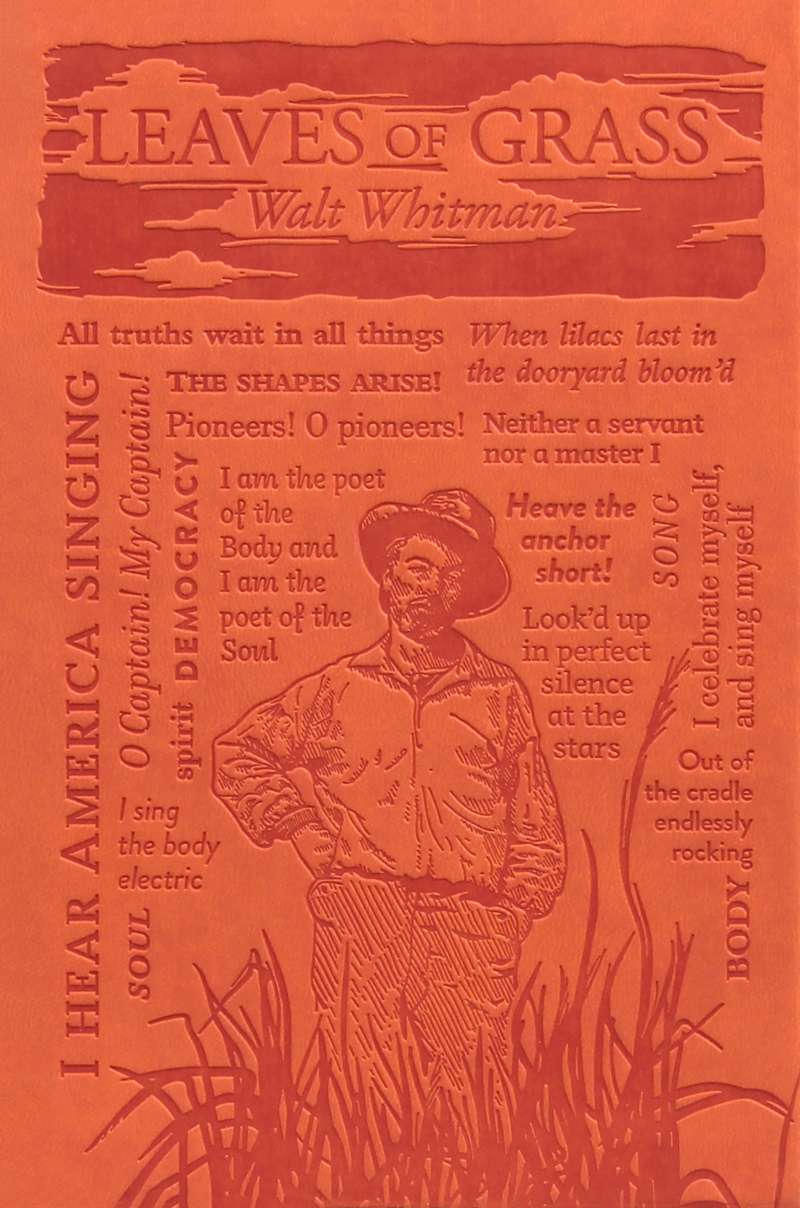 LEAVES OF GRASS
Walt Whitman
All truths wait in all things
When lilacs last in
the dooryard bloom'd
THE SHAPES ARISE!
Pioneers! O pioneers!
Neither a servant
nor a master I
I HEAR AMERICA SINGING
O Captain! My Captain!
spirit
DEMOCRACY
I am the poet
of the
Body and
I am the
poet of the
Soul
Heave the
anchor
short!
SONG
I celebrate myself,
and sing myself
Look'd up
in perfect
silence
at the
stars
Out of
the cradle
endlessly
rocking
I sing
the body
electric
SOUL
BODY